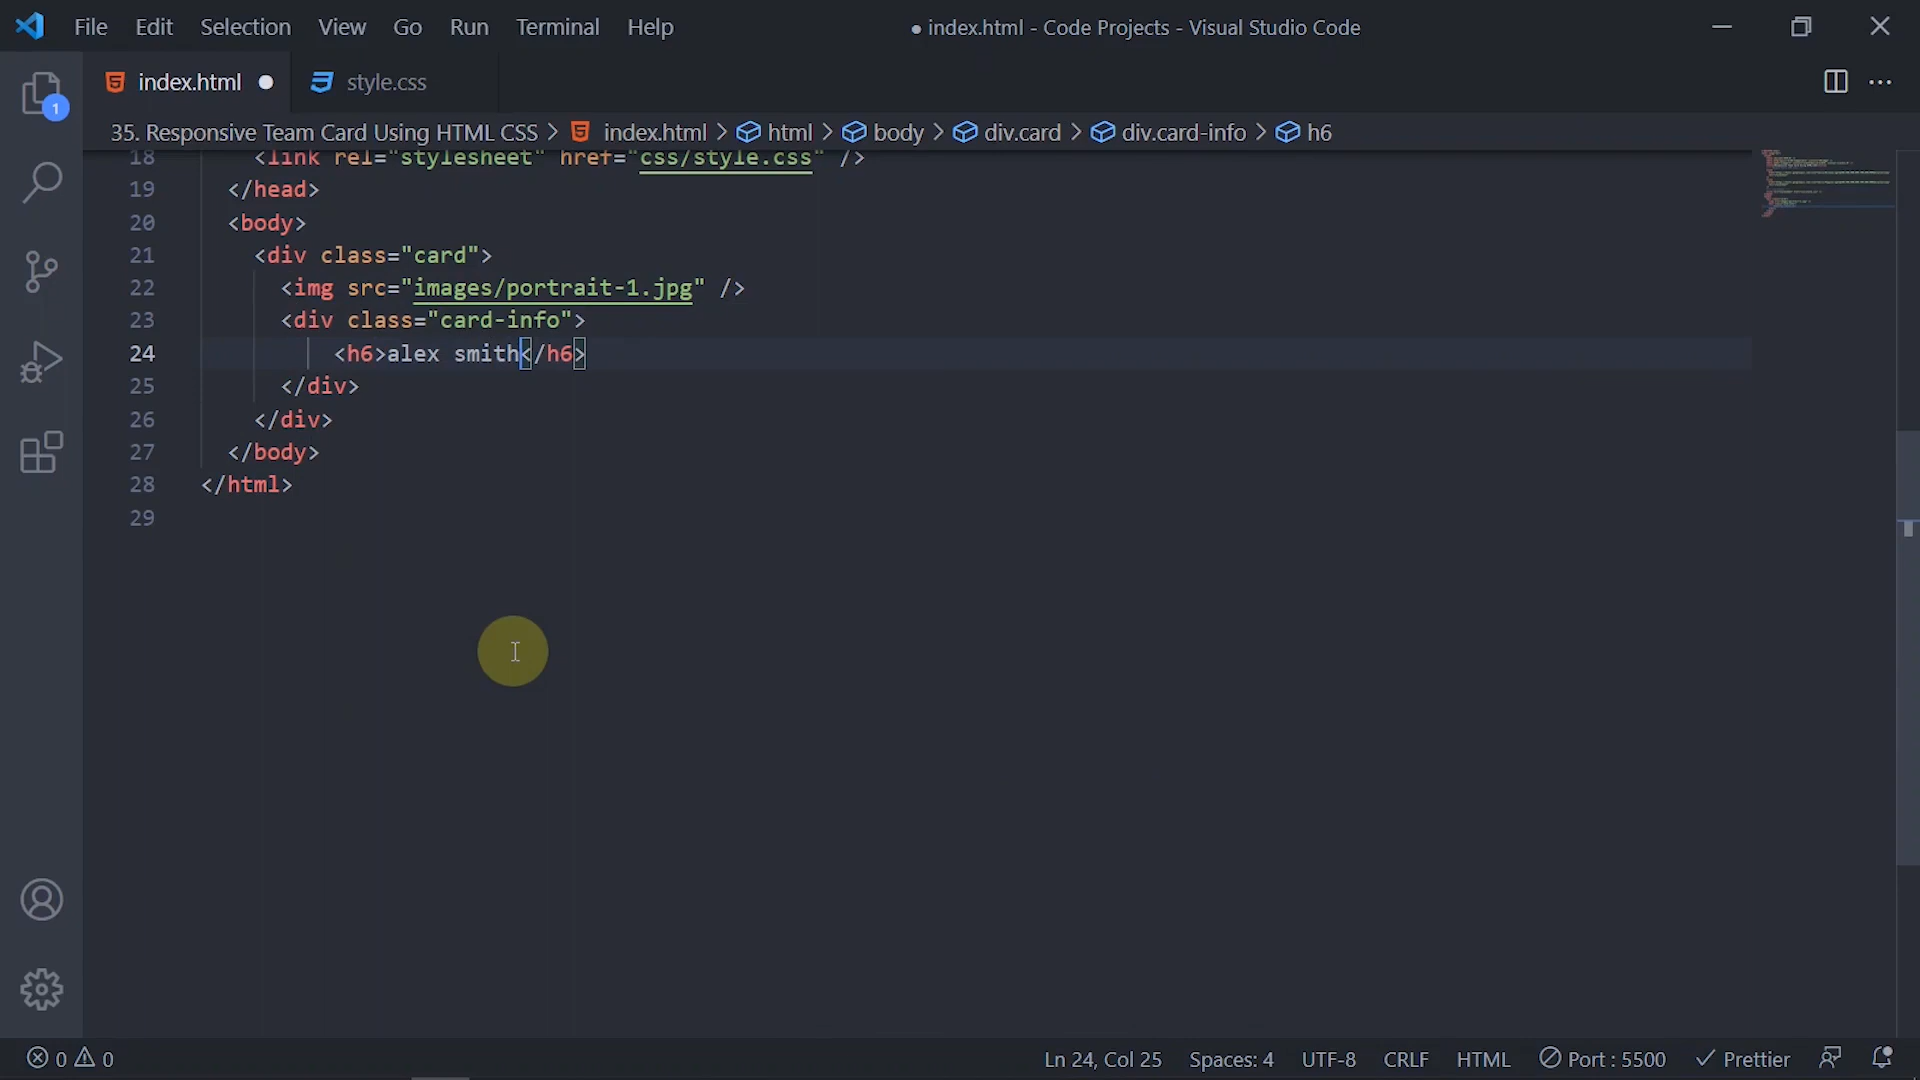 File Edit Selection View Go Run Terminal Help ● index.html - Code Projects - Visual Studio Code
index.html ● style.css
1
35. Responsive Team Card Using HTML CSS > index.html > html > body > div.card > div.card-info > h6
18 <link rel="stylesheet" href="css/style.css" />
19 </head>
20 <body>
21 <div class="card">
22 <img src="images/portrait-1.jpg" />
23 <div class="card-info">
24 <h6>alex smith</h6>
25 </div>
26 </div>
27 </body>
28 </html>
29
0 0 Ln 24, Col 25 Spaces: 4 UTF-8 CRLF HTML Port : 5500 Prettier